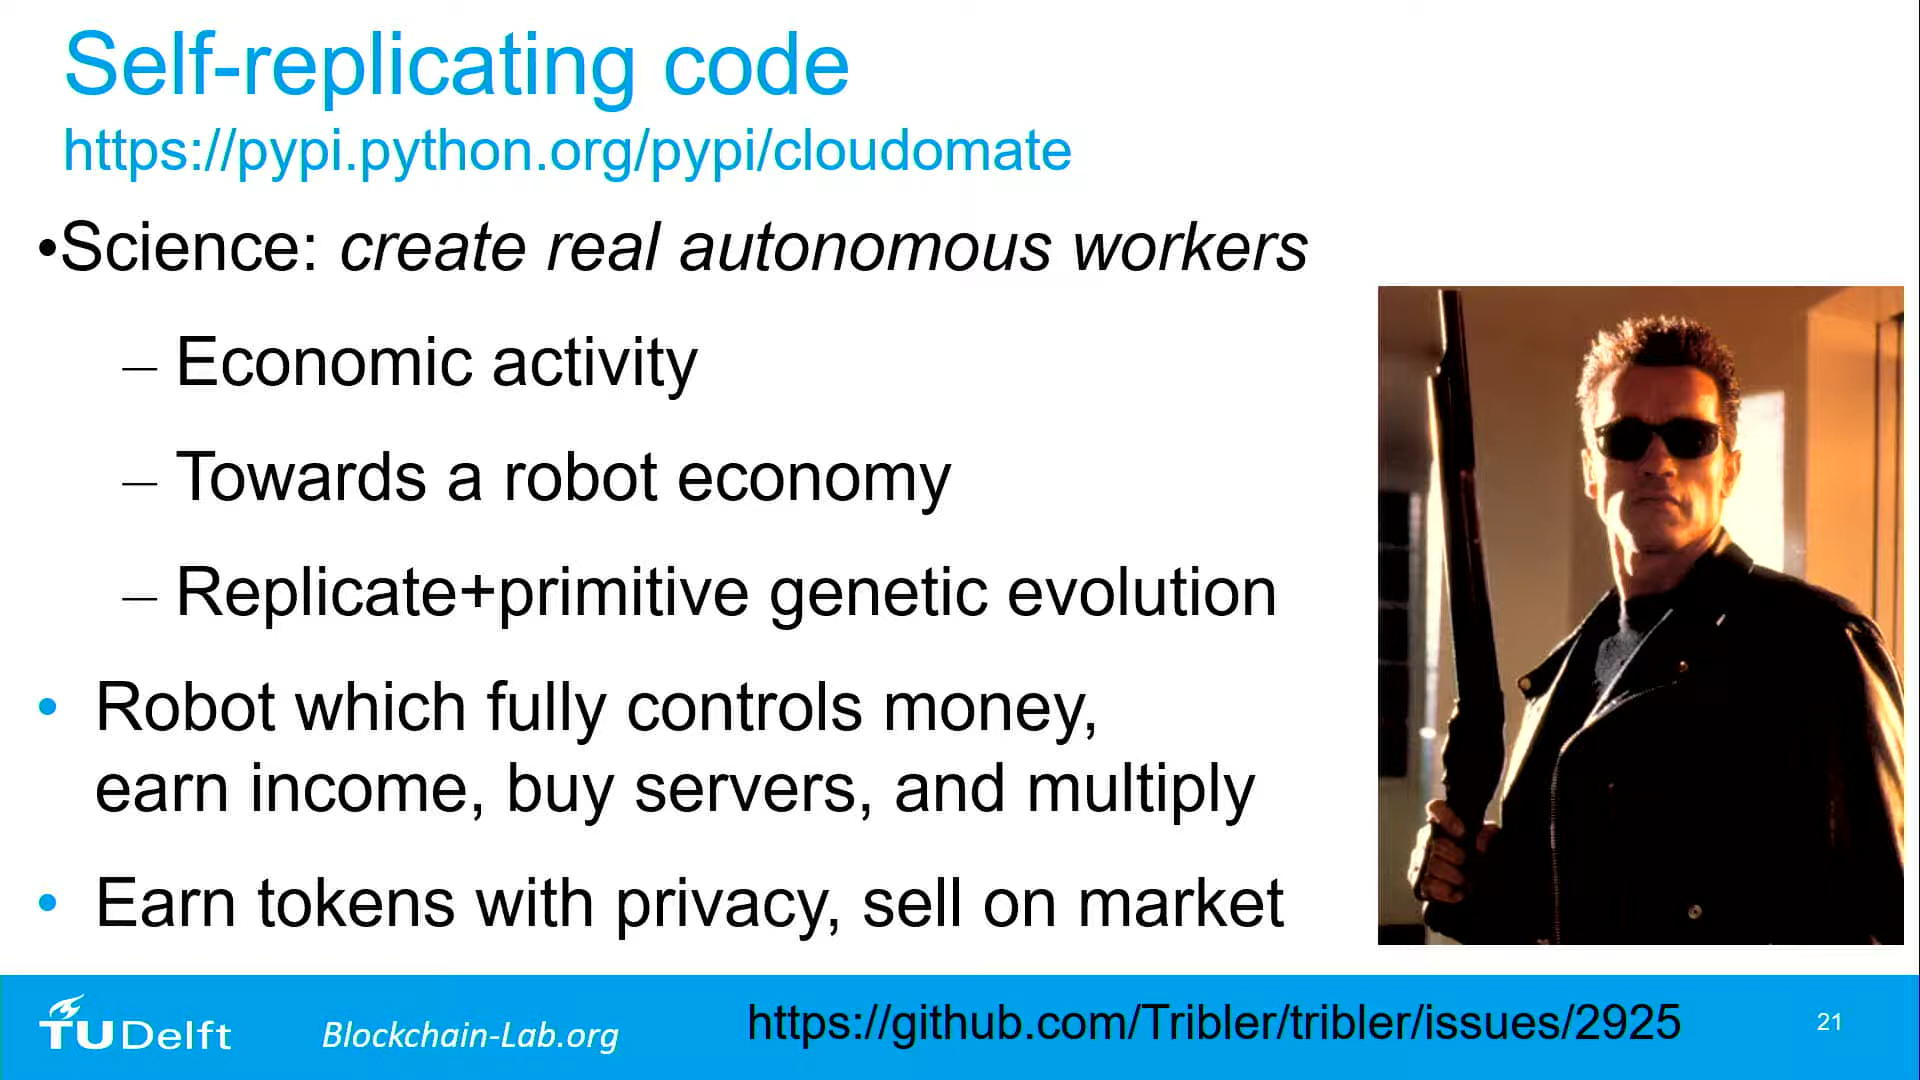 Self-replicating code
https://pypi.python.org/pypi/cloudomate
•Science: create real autonomous workers
– Economic activity
– Towards a robot economy
– Replicate+primitive genetic evolution
• Robot which fully controls money,
earn income, buy servers, and multiply
• Earn tokens with privacy, sell on market
TUDelft
Blockchain-Lab.org
https://github.com/Tribler/tribler/issues/2925
21